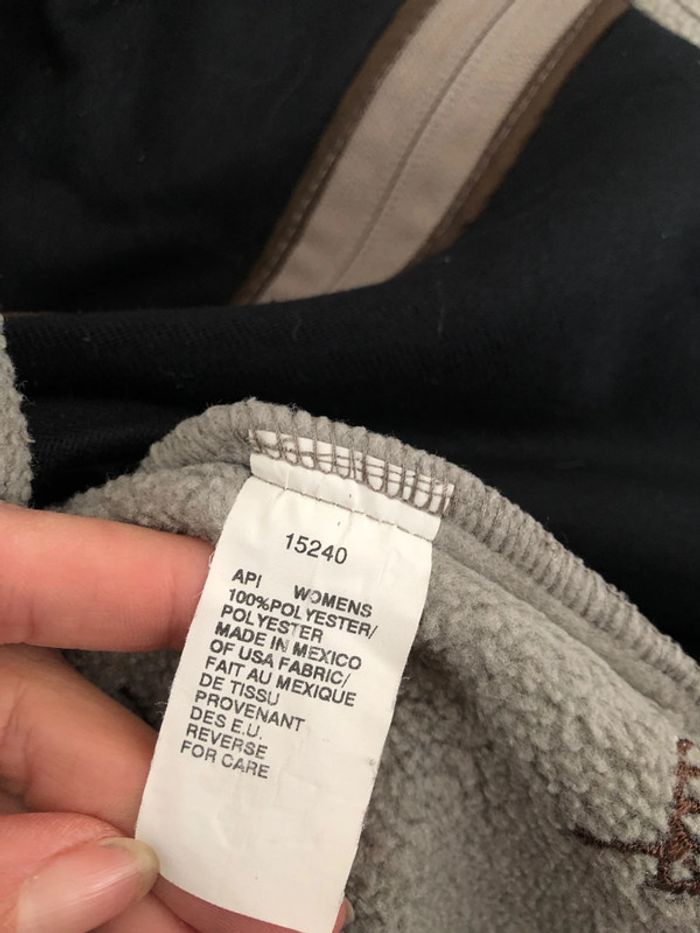 15240
API WOMENS
100%POLYESTER/
POLYESTER
MADE IN MEXICO
OF USA FABRIC/
FAIT AU MEXIQUE
DE TISSU
PROVENANT
DES E.U.
REVERSE
FOR CARE